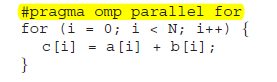 #pragma omp parallel for
for (i = 0; i < N; i++) {
c[i] = a[i] + b[i];
}